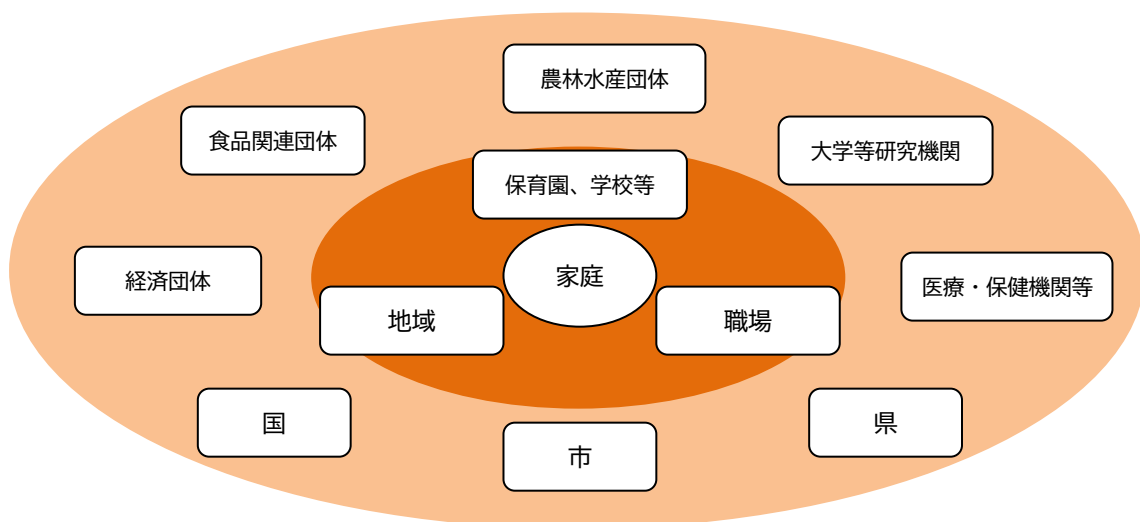 農林水産団体
食品関連団体
大学等研究機関
保育園、学校等
家庭
経済団体
医療・保健機関等
地域
職場
国
県
市